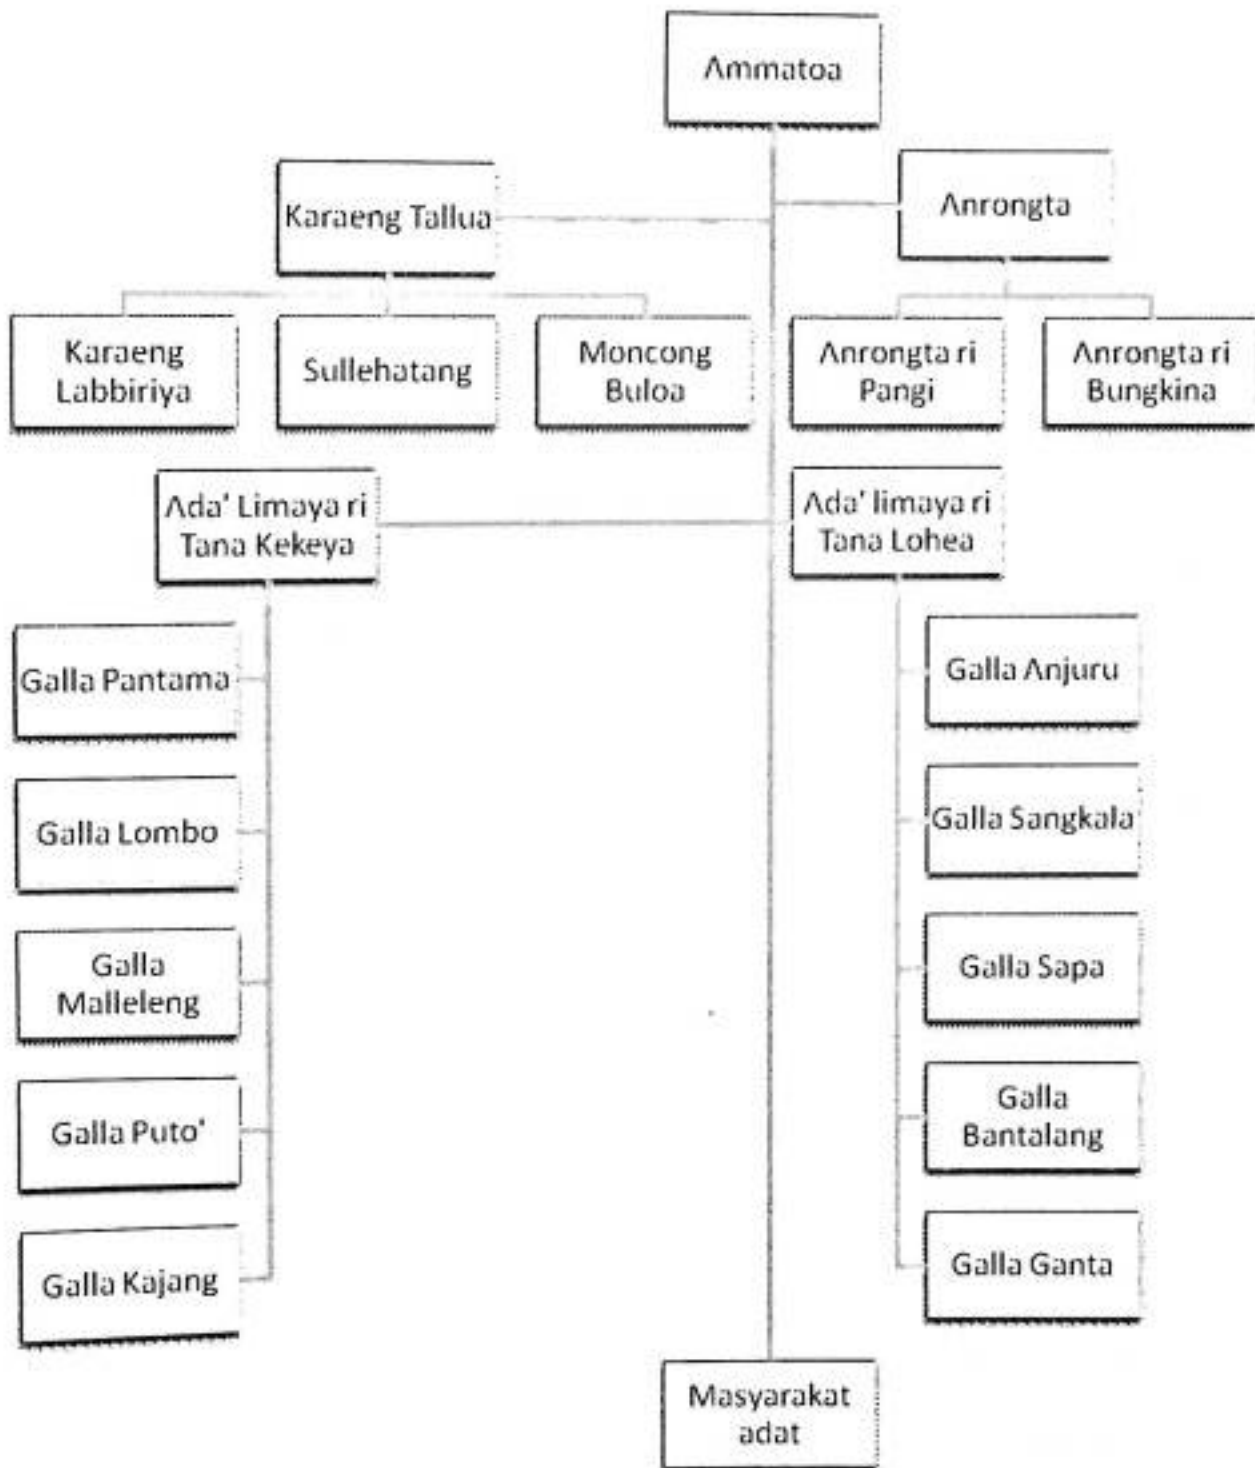 Ammatoa
Karaeng Tallua
Anrongta
Karaeng
Labbiriya
Sullehatang
Moncong
Buloa
Anrongta ri
Pangi
Anrongta ri
Bungkina
Ada' Limaya ri
Tana Kekeya
Ada' limaya ri
Tana Lohea
Galla Pantama
Galla Lombo
Galla
Malleleng
Galla Puto'
Galla Kajang
Galla Anjuru
Galla Sangkala
Galla Sapa
Galla
Bantalang
Galla Ganta
Masyarakat
adat